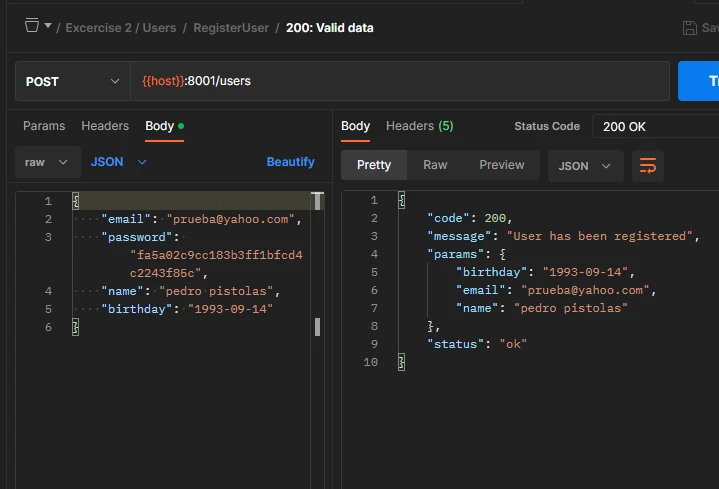 / Excercise 2 / Users / RegisterUser / 200: Valid data
POST {{host}}:8001/users
Params Headers Body
raw JSON Beautify
1 {
2 "email": "prueba@yahoo.com",
3 "password":
"fa5a02c9cc183b3ff1bfcd4
c2243f85c",
4 "name": "pedro pistolas",
5 "birthday": "1993-09-14"
6 }
Body Headers (5) Status Code 200 OK
Pretty Raw Preview JSON
1 {
2 "code": 200,
3 "message": "User has been registered",
4 "params": {
5 "birthday": "1993-09-14",
6 "email": "prueba@yahoo.com",
7 "name": "pedro pistolas"
8 },
9 "status": "ok"
10 }